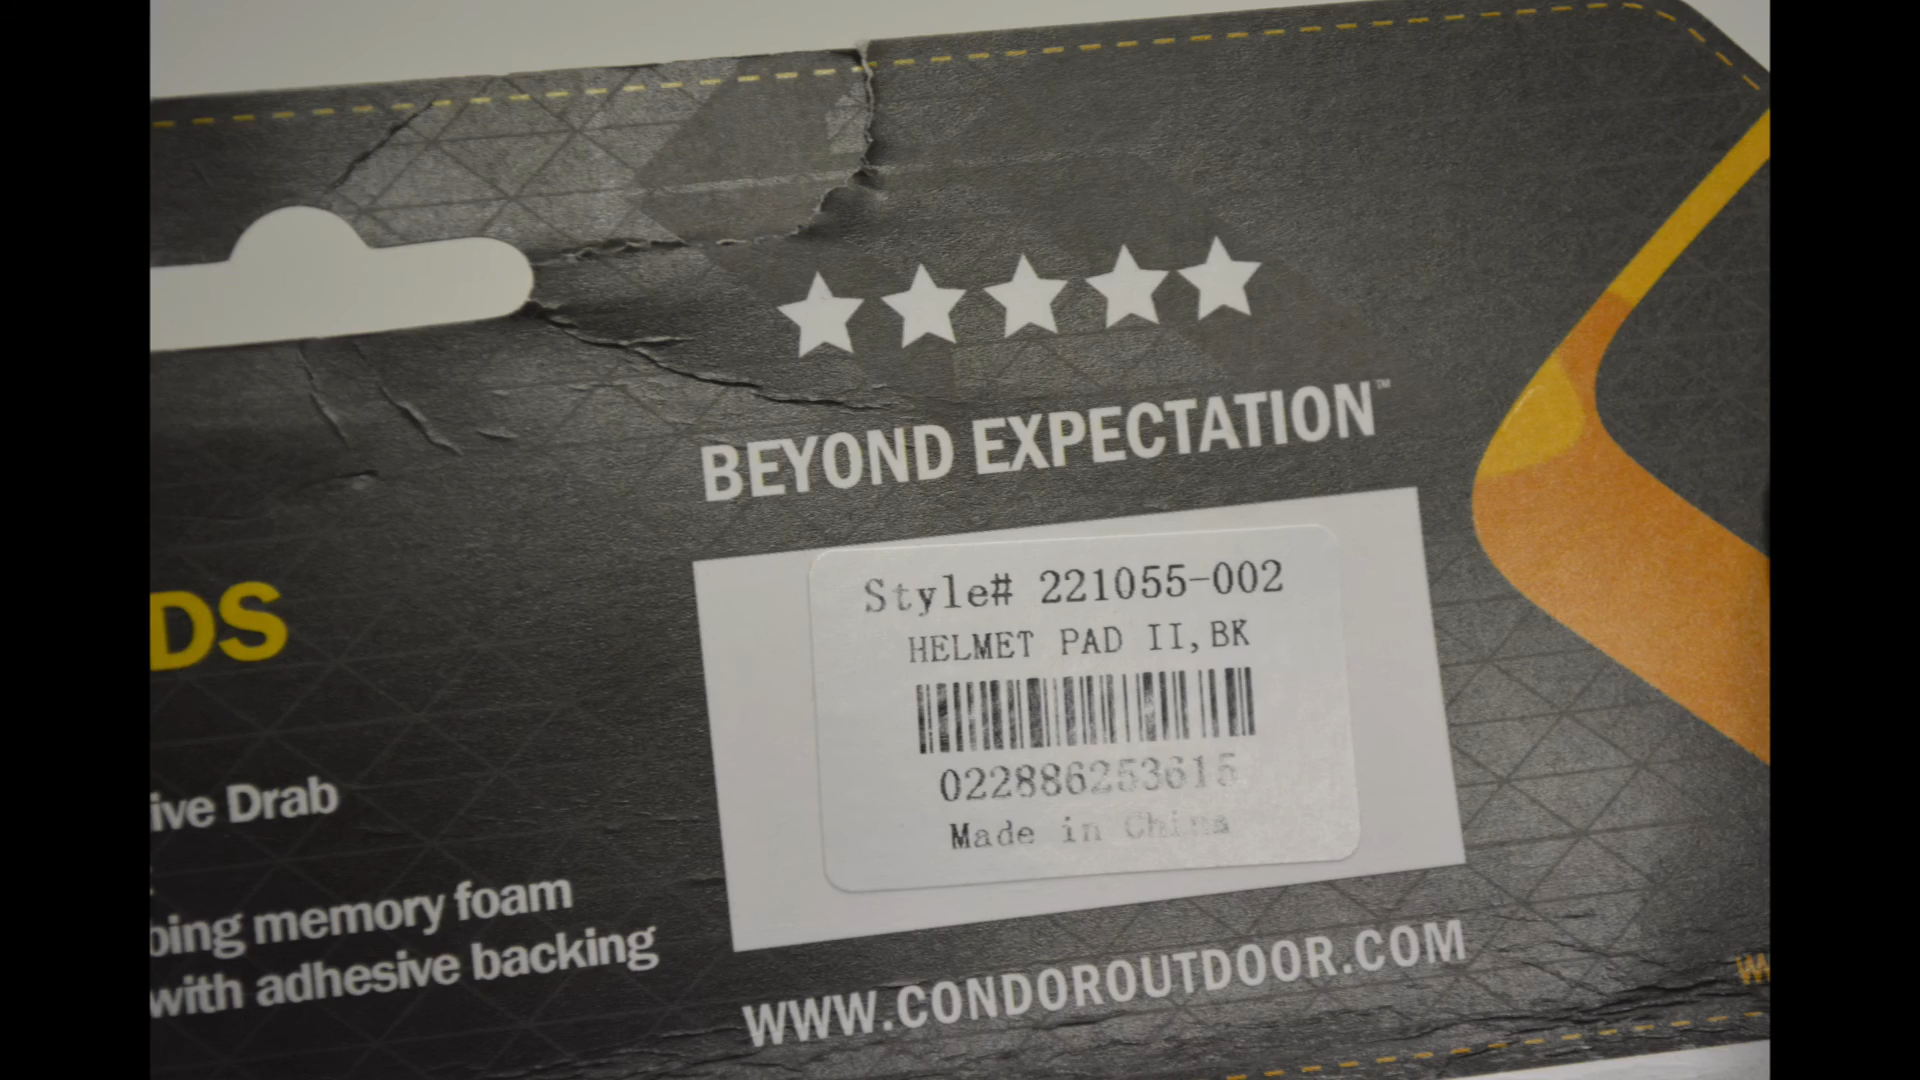 BEYOND EXPECTATION™
Style# 221055-002
HELMET PAD II, BK
022886253615
Made in China
WWW.CONDOROUTDOOR.COM
DS
ive Drab
bing memory foam
with adhesive backing